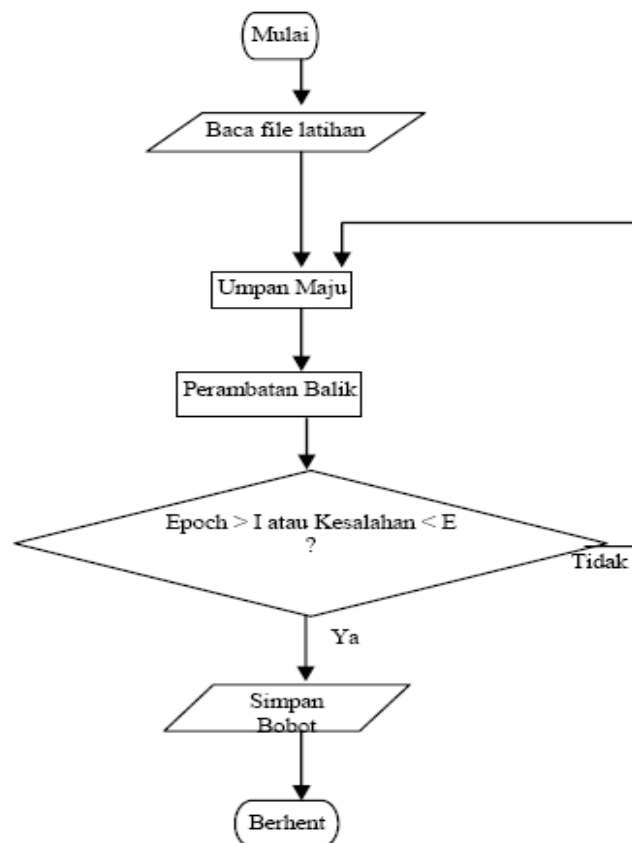 Mulai
Baca file latihan
Umpan Maju
Perambatan Balik
Epoch > I atau Kesalahan < E
?
Tidak
Ya
Simpan
Bobot
Berhent